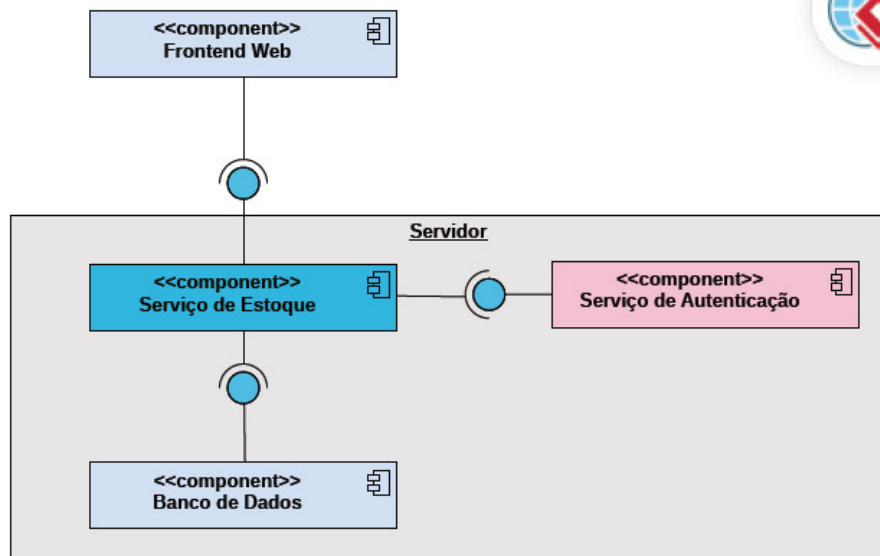 <<component>>
Frontend Web
Servidor
<<component>>
Serviço de Estoque
<<component>>
Serviço de Autenticação
<<component>>
Banco de Dados